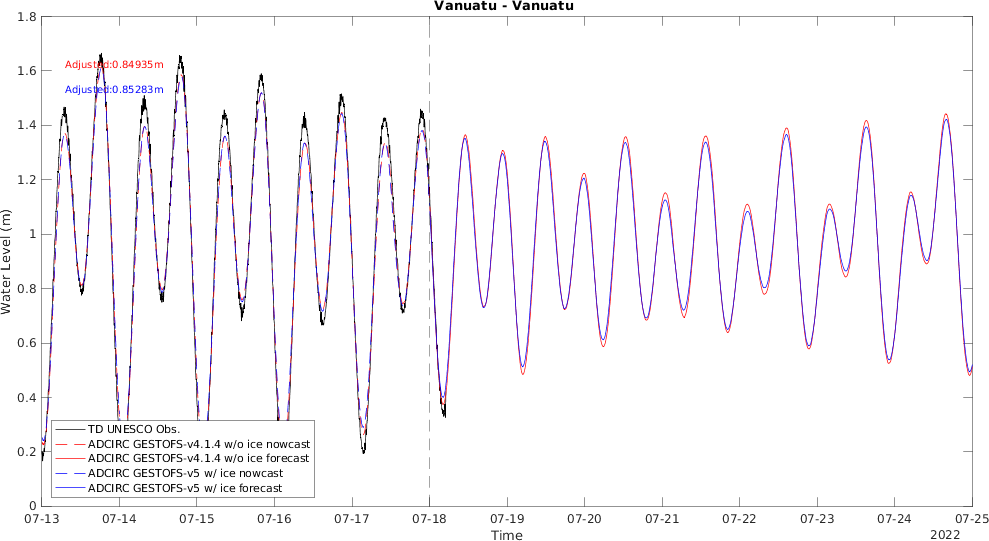 Vanuatu - Vanuatu
1.8
1.6
1.4
1.2
1
0.8
0.6
0.4
0.2
0
Water Level (m)
Adjusted:0.84935m
Adjusted:0.85283m
TD UNESCO Obs.
ADCIRC GESTOFS-v4.1.4 w/o ice nowcast
ADCIRC GESTOFS-v4.1.4 w/o ice forecast
ADCIRC GESTOFS-v5 w/ ice nowcast
ADCIRC GESTOFS-v5 w/ ice forecast
07-13 07-14 07-15 07-16 07-17 07-18 07-19 07-20 07-21 07-22 07-23 07-24 07-25
Time
2022